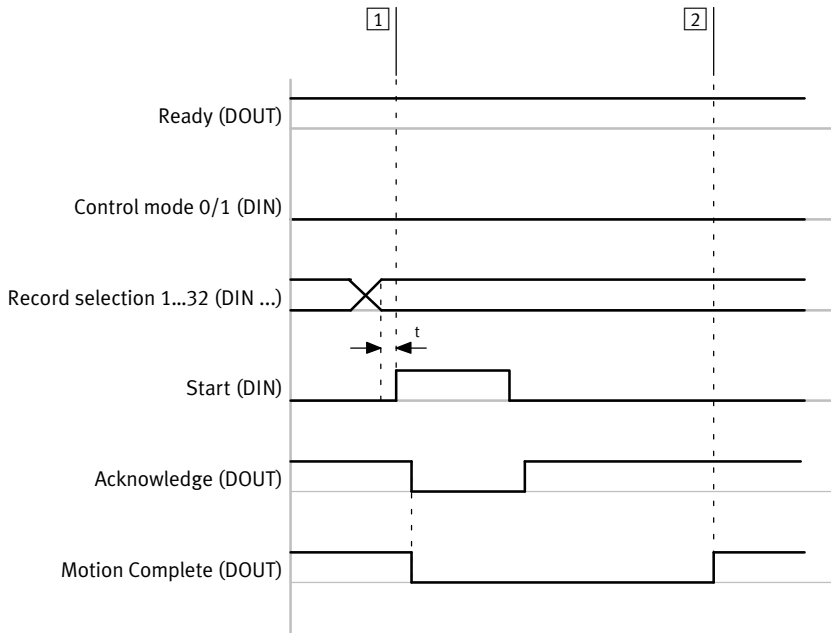 1
2
Ready (DOUT)
Control mode 0/1 (DIN)
Record selection 1...32 (DIN ...)
t
Start (DIN)
Acknowledge (DOUT)
Motion Complete (DOUT)